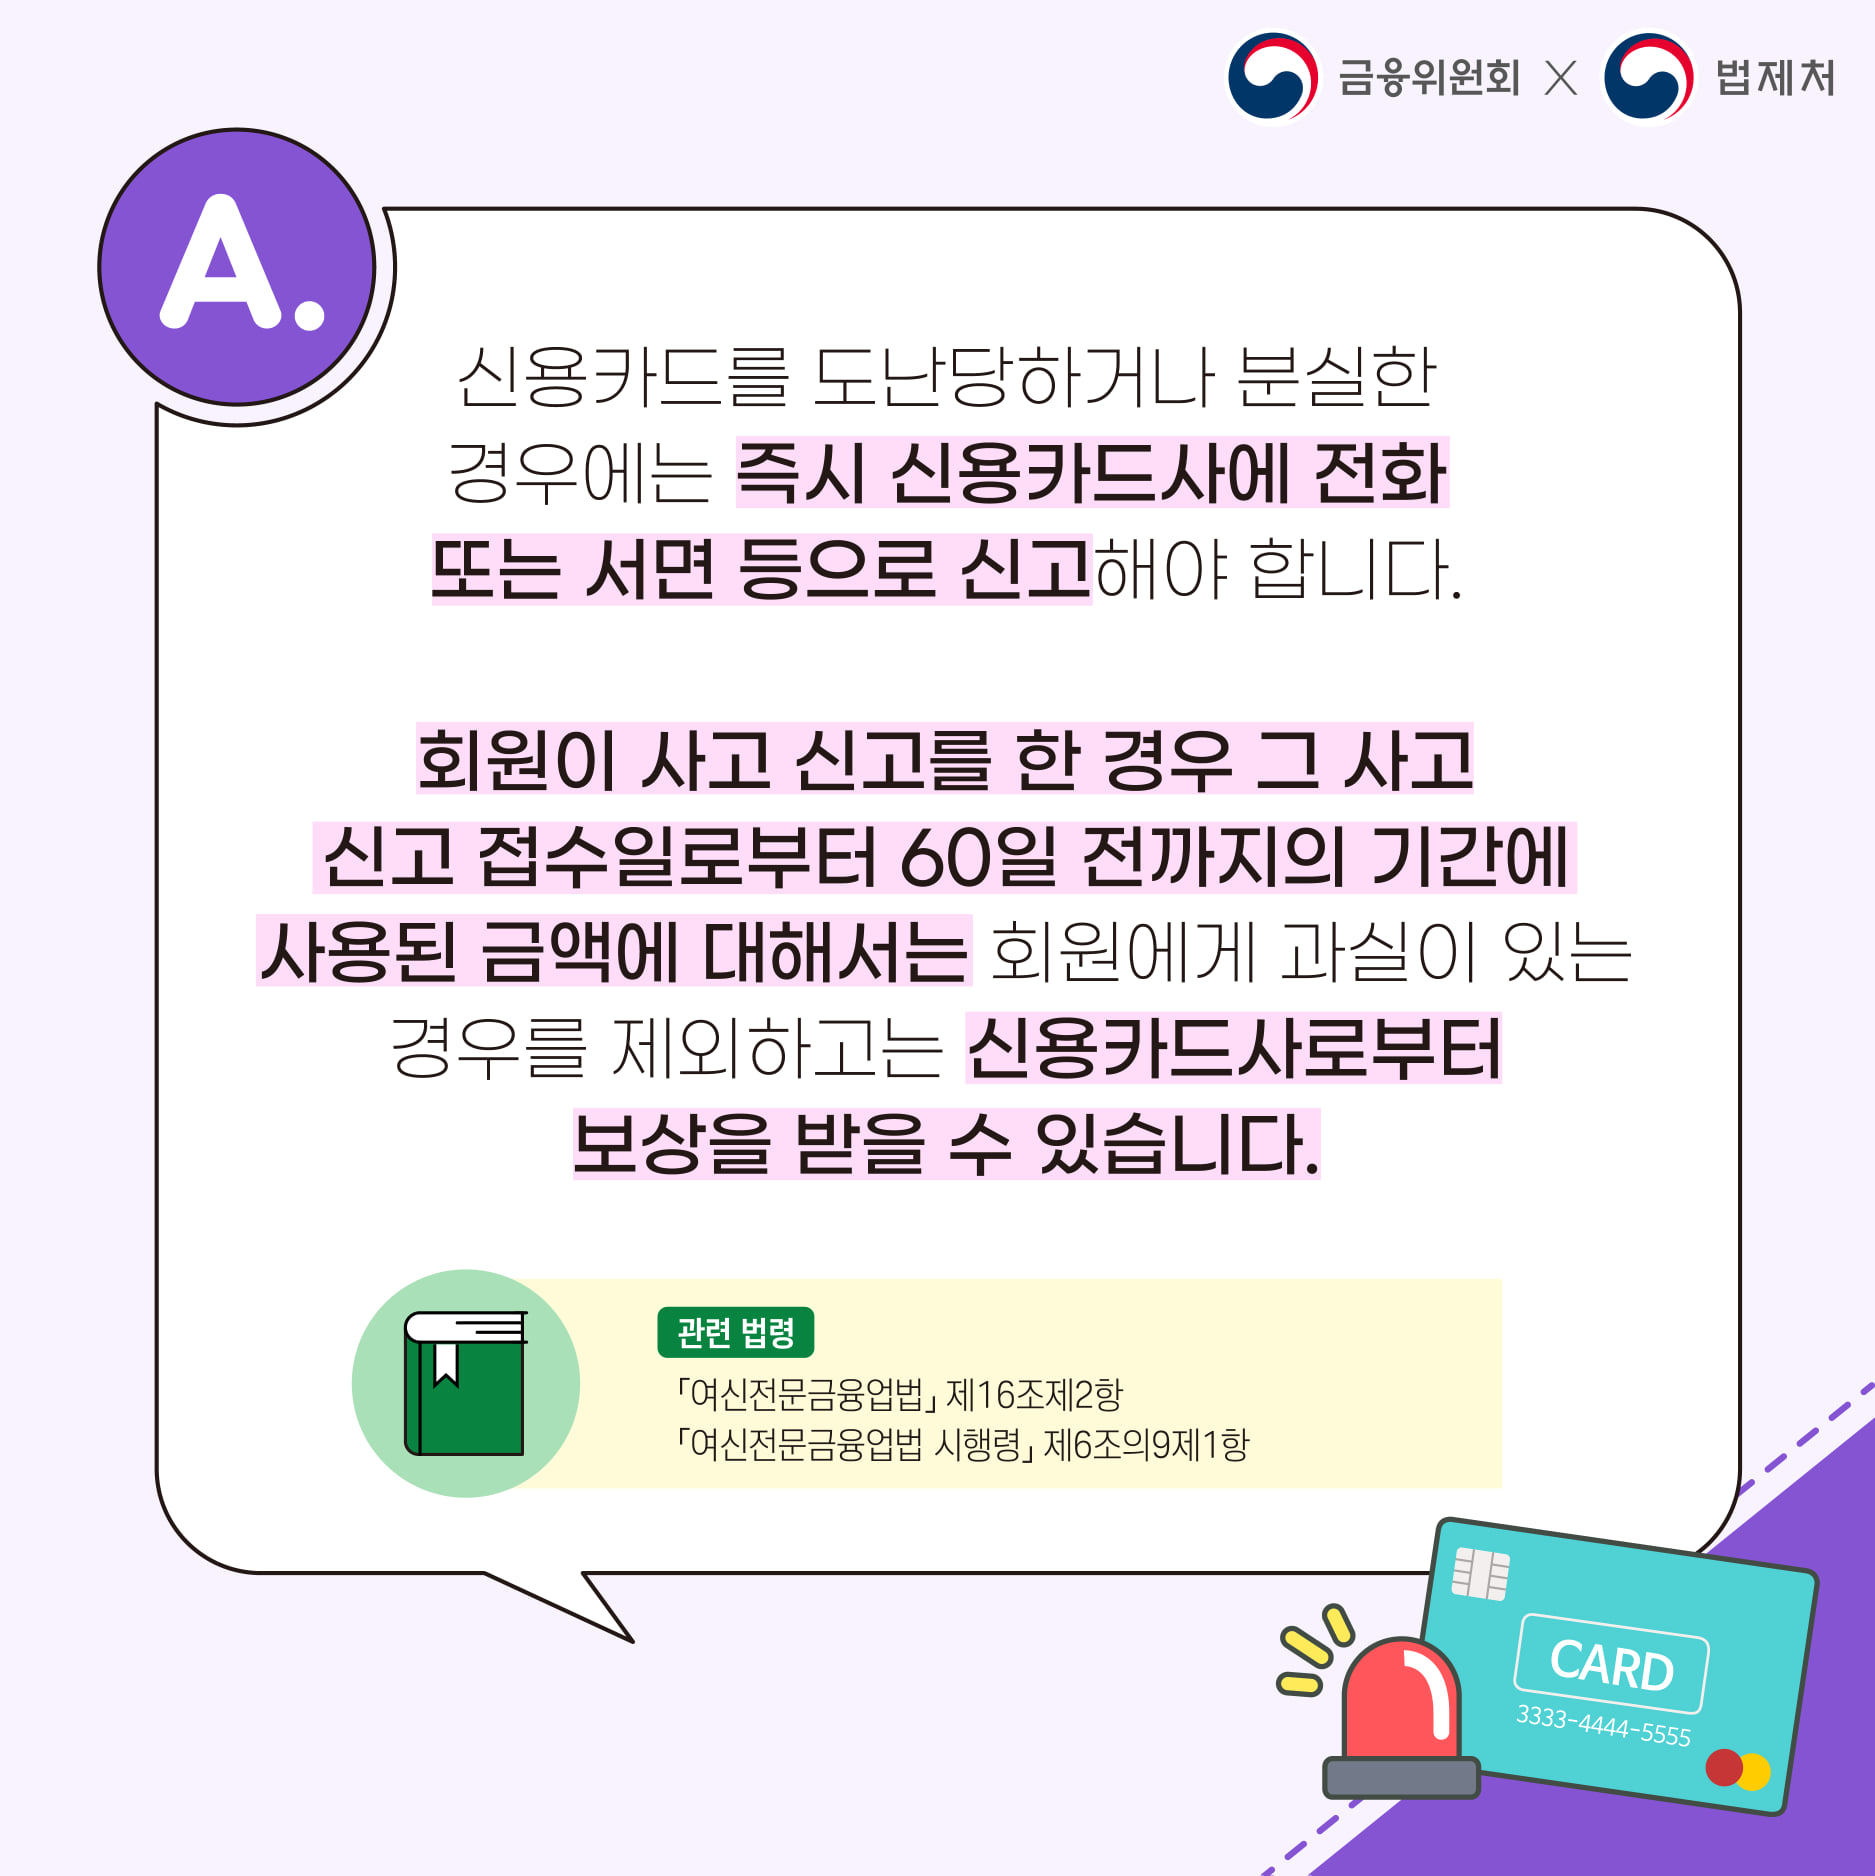 금융위원회 X 법제처
A.
신용카드를 도난당하거나 분실한
경우에는 즉시 신용카드사에 전화
또는 서면 등으로 신고해야 합니다.
회원이 사고 신고를 한 경우 그 사고
신고 접수일로부터 60일 전까지의 기간에
사용된 금액에 대해서는 회원에게 과실이 있는
경우를 제외하고는 신용카드사로부터
보상을 받을 수 있습니다.
관련 법령
「여신전문금융업법」 제16조제2항
「여신전문금융업법 시행령」 제6조의9제1항
CARD
3333-4444-5555